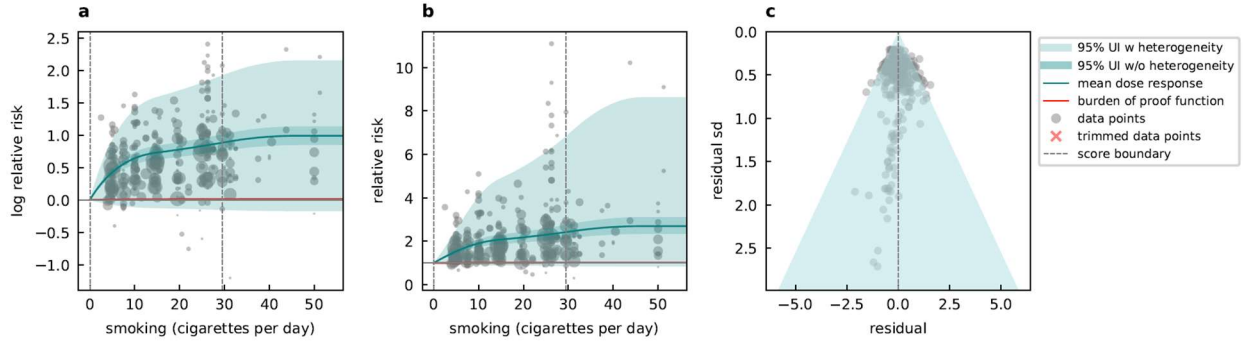 a
2.5
2.0
1.5
1.0
0.5
0.0
−0.5
−1.0
log relative risk
0
10
20
30
40
50
smoking (cigarettes per day)
b
10
8
6
4
2
0
relative risk
0
10
20
30
40
50
smoking (cigarettes per day)
c
0.0
0.5
1.0
1.5
2.0
2.5
residual sd
−5.0
−2.5
0.0
2.5
5.0
residual
95% UI w heterogeneity
95% UI w/o heterogeneity
mean dose response
burden of proof function
data points
trimmed data points
score boundary